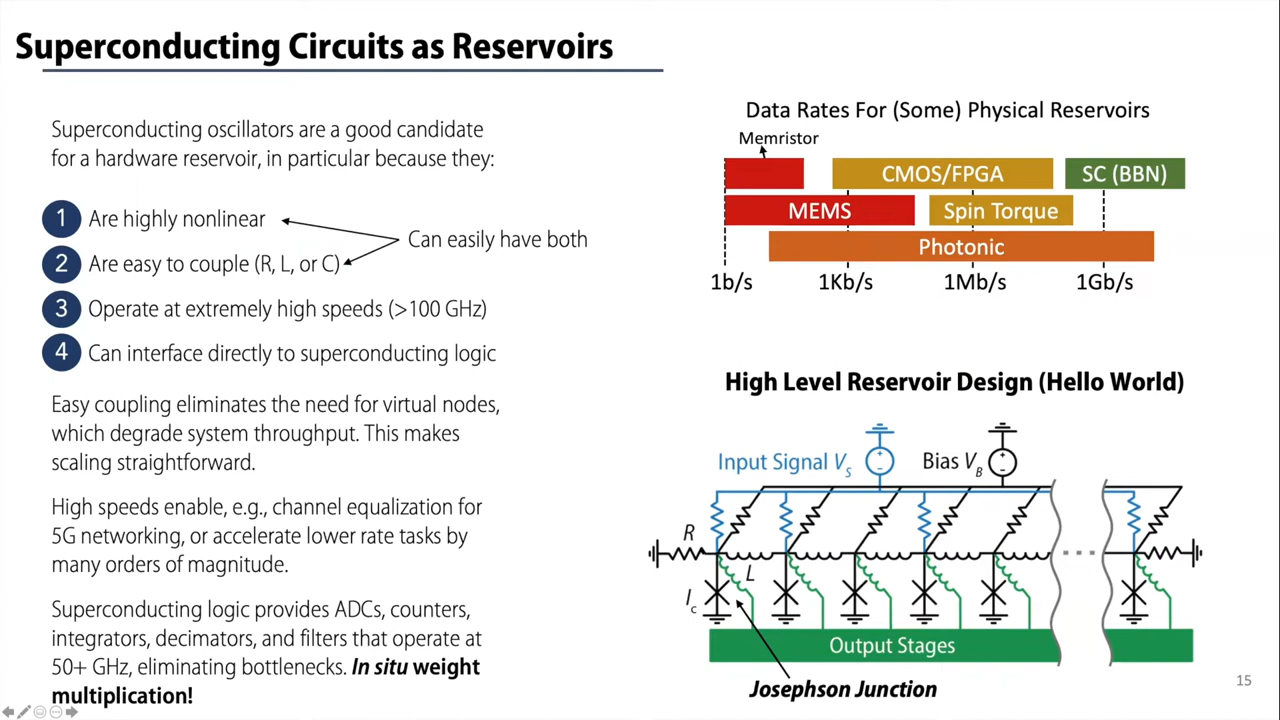 Superconducting Circuits as Reservoirs
Superconducting oscillators are a good candidate
for a hardware reservoir, in particular because they:
1 Are highly nonlinear
2 Are easy to couple (R, L, or C)
Can easily have both
3 Operate at extremely high speeds (>100 GHz)
4 Can interface directly to superconducting logic
Easy coupling eliminates the need for virtual nodes,
which degrade system throughput. This makes
scaling straightforward.
High speeds enable, e.g., channel equalization for
5G networking, or accelerate lower rate tasks by
many orders of magnitude.
Superconducting logic provides ADCs, counters,
integrators, decimators, and filters that operate at
50+ GHz, eliminating bottlenecks. In situ weight
multiplication!
Data Rates For (Some) Physical Reservoirs
Memristor
CMOS/FPGA SC (BBN)
MEMS Spin Torque
Photonic
1b/s 1Kb/s 1Mb/s 1Gb/s
High Level Reservoir Design (Hello World)
Input Signal VS Bias VB
R
L
Ic
Output Stages
Josephson Junction
15